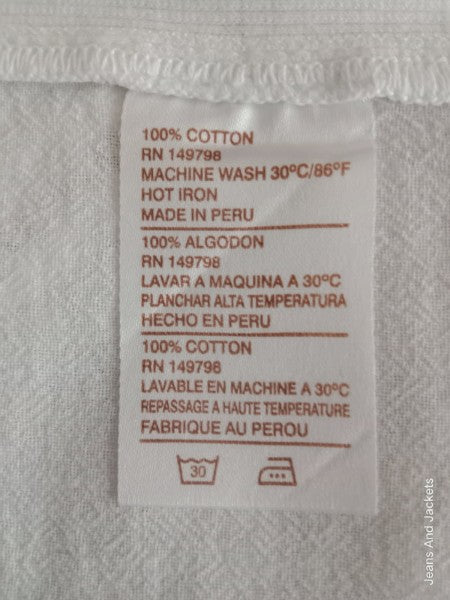 100% COTTON
RN 149798
MACHINE WASH 30ºC/86ºF
HOT IRON
MADE IN PERU
100% ALGODON
RN 149798
LAVAR A MAQUINA A 30ºC
PLANCHAR ALTA TEMPERATURA
HECHO EN PERU
100% COTTON
RN 149798
LAVABLE EN MACHINE A 30ºC
REPASSAGE A HAUTE TEMPERATURE
FABRIQUE AU PEROU
30
Jeans And Jackets